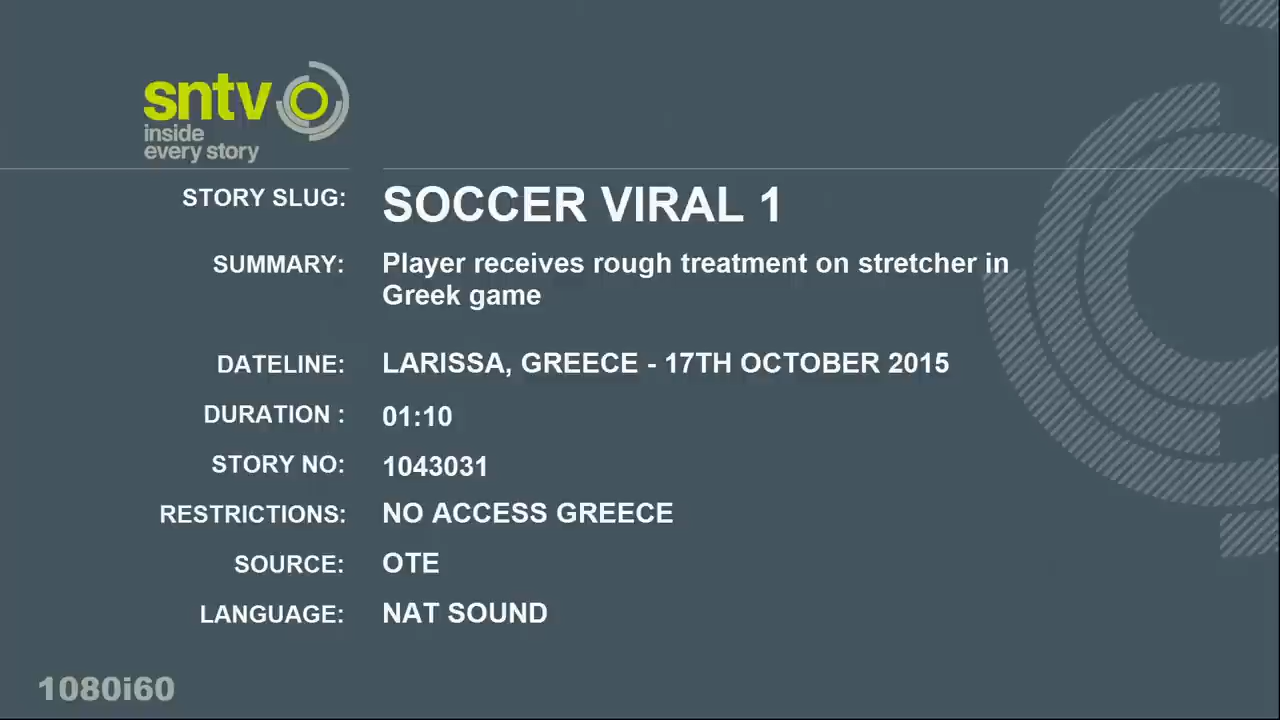 sntv
inside
every story
STORY SLUG: SOCCER VIRAL 1
SUMMARY: Player receives rough treatment on stretcher in
Greek game
DATELINE: LARISSA, GREECE - 17TH OCTOBER 2015
DURATION : 01:10
STORY NO: 1043031
RESTRICTIONS: NO ACCESS GREECE
SOURCE: OTE
LANGUAGE: NAT SOUND
1080i60